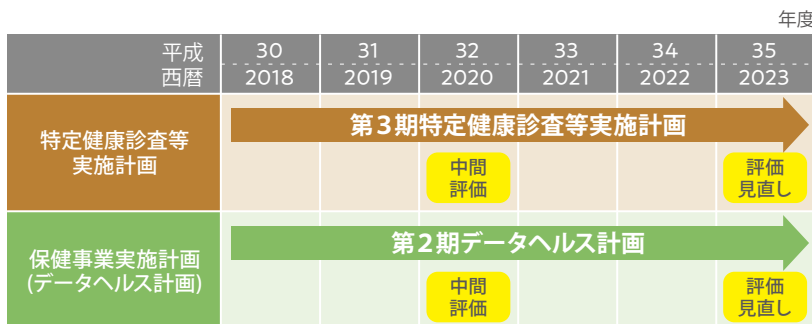 年度
平成 30 31 32 33 34 35
西暦 2018 2019 2020 2021 2022 2023
特定健康診査等
実施計画
第3期特定健康診査等実施計画
中間
評価
評価
見直し
保健事業実施計画
(データヘルス計画)
第2期データヘルス計画
中間
評価
評価
見直し